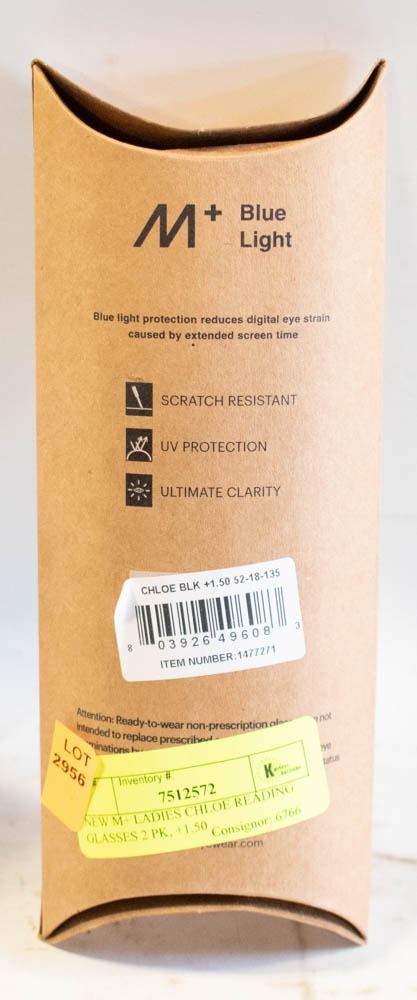 M+ Blue
Light
Blue light protection reduces digital eye strain
caused by extended screen time
SCRATCH RESISTANT
UV PROTECTION
ULTIMATE CLARITY
CHLOE BLK +1.50 52-18-135
8 03926 49608 3
ITEM NUMBER:1477271
Attention: Ready-to-wear non-prescription not
intended to replace prescribed
eye
status
LOT
2956
Inventory #
7512572
NEW M+ LADIES CHLOE READING
GLASSES 2 PK, +1.50 Consignor: 6766